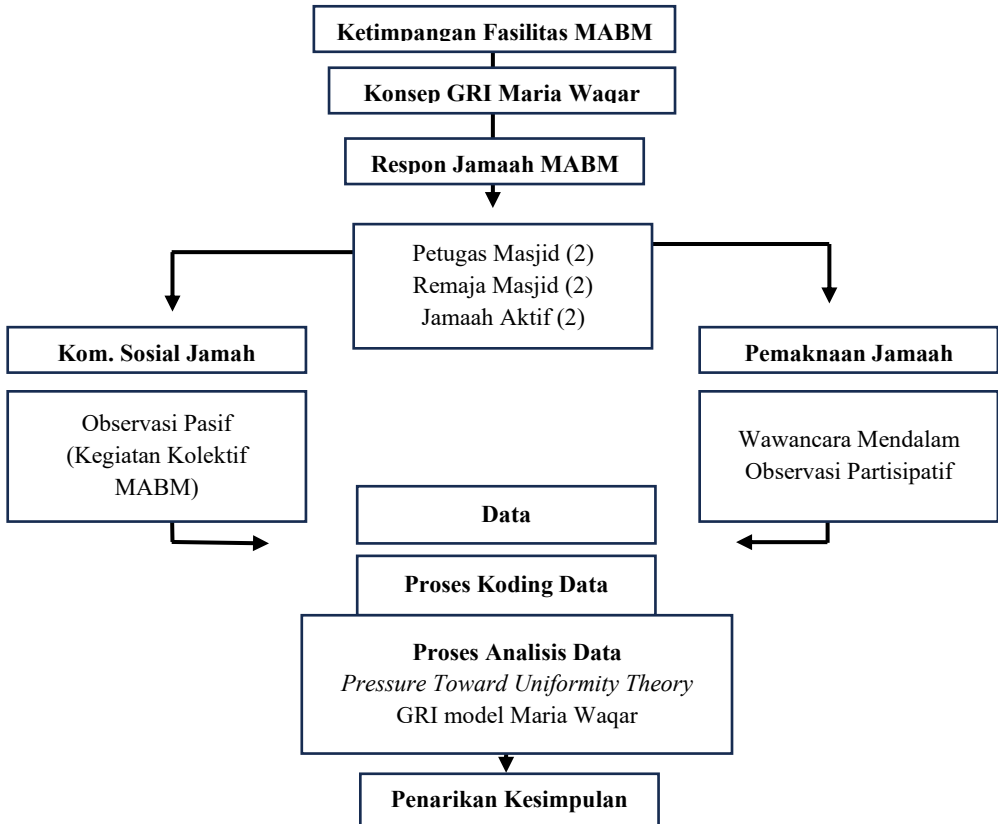 Ketimpangan Fasilitas MABM
Konsep GRI Maria Waqar
Respon Jamaah MABM
Petugas Masjid (2)
Remaja Masjid (2)
Jamaah Aktif (2)
Kom. Sosial Jamah
Pemaknaan Jamaah
Observasi Pasif
(Kegiatan Kolektif
MABM)
Wawancara Mendalam
Observasi Partisipatif
Data
Proses Koding Data
Proses Analisis Data
Pressure Toward Uniformity Theory
GRI model Maria Waqar
Penarikan Kesimpulan